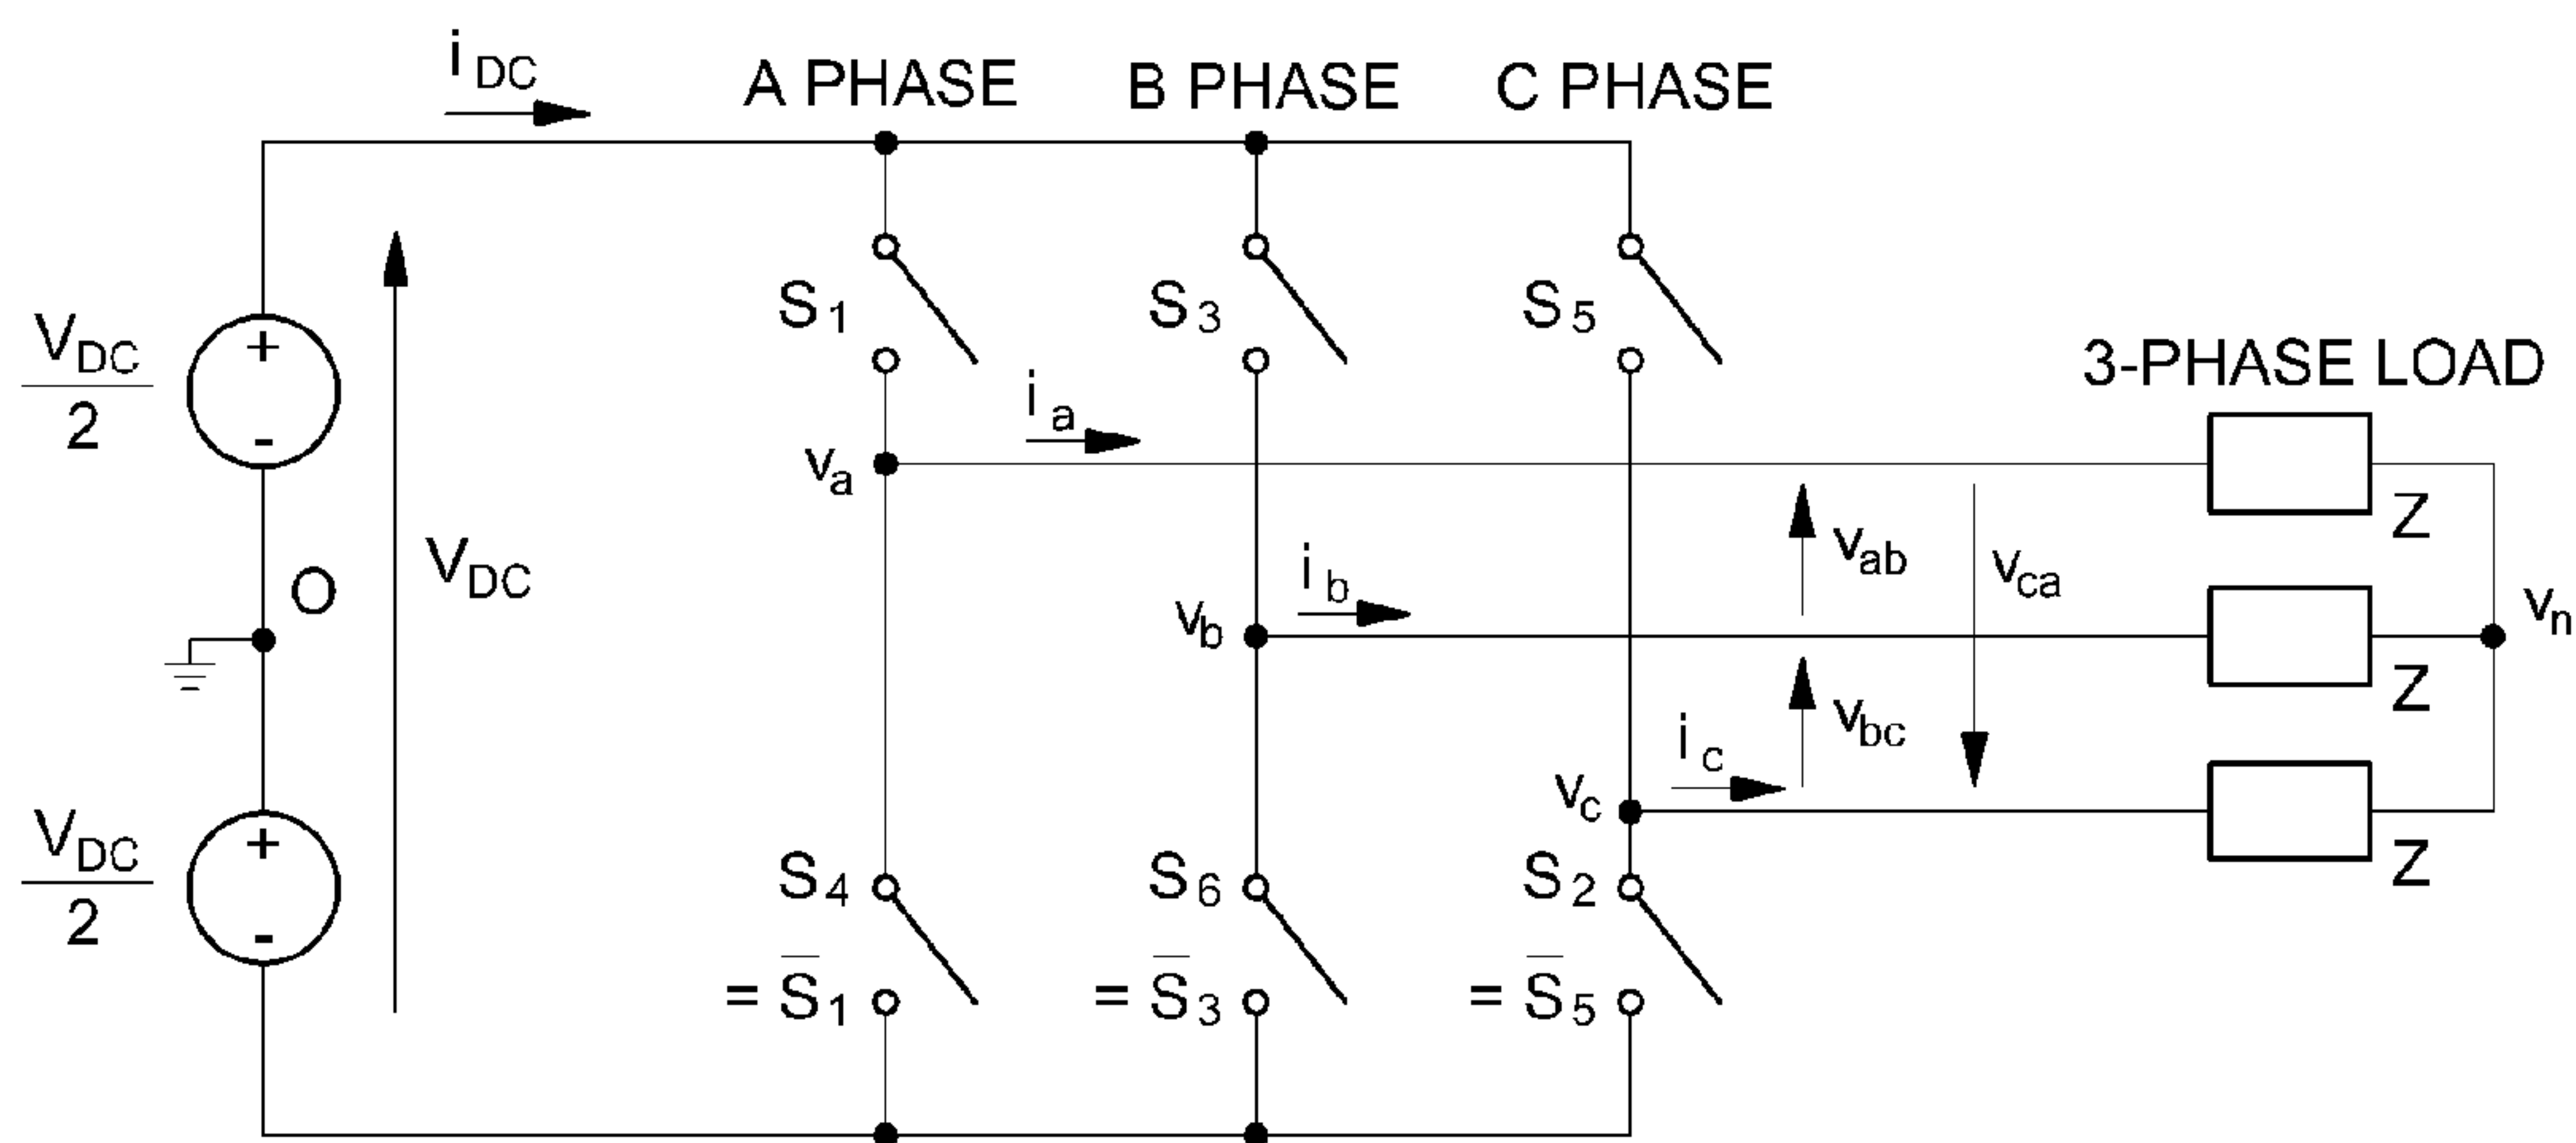 i DC
A PHASE
B PHASE
C PHASE
V DC
2
+
-
O
V DC
V DC
2
+
-
S 1
S 3
S 5
3-PHASE LOAD
i a
v a
i b
v b
i c
v c
v ab
v bc
v ca
Z
Z
Z
v n
S 4
= S̅ 1
S 6
= S̅ 3
S 2
= S̅ 5